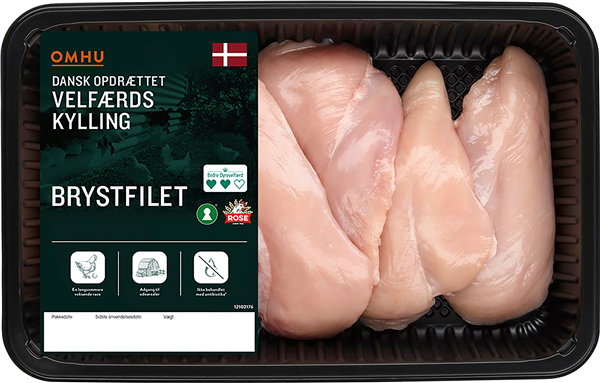 OMHU
DANSK OPDRÆTTET
VELFÆRDS
KYLLING
Bedre Dyrevelfærd
BRYSTFILET
ROSE
En langsommere
voksende race
Adgang til
udearealer
Ikke behandlet
med antibiotika*
12102176
Pakkedato:
Sidste anvendelsesdato:
Vægt: